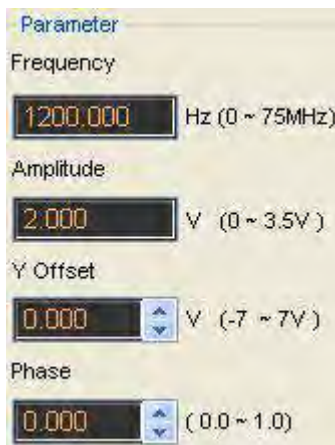 Parameter
Frequency
1200.000 Hz (0 ~ 75MHz)
Amplitude
2.000 V (0 ~ 3.5V )
Y Offset
0.000 V (-7 ~ 7V )
Phase
0.000 ( 0.0 ~ 1.0)